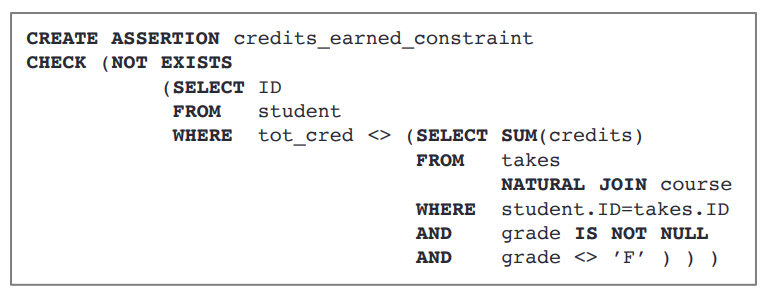 CREATE ASSERTION credits_earned_constraint
CHECK (NOT EXISTS
(SELECT ID
FROM student
WHERE tot_cred <> (SELECT SUM(credits)
FROM takes
NATURAL JOIN course
WHERE student.ID=takes.ID
AND grade IS NOT NULL
AND grade <> ’F’ ) ) )